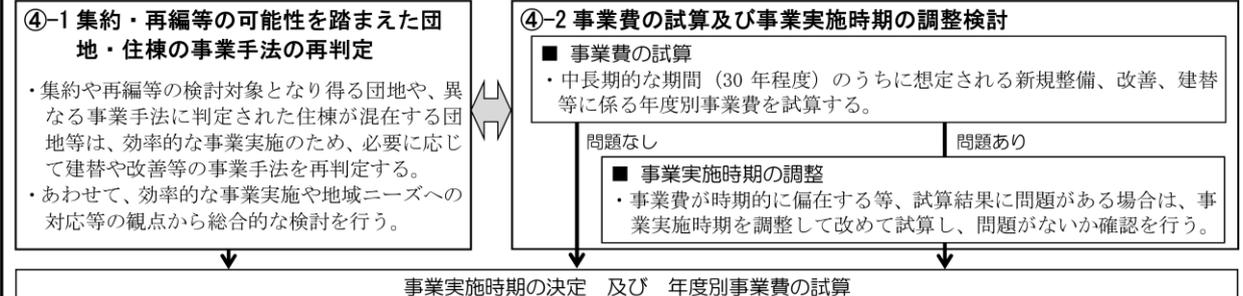 ④-1 集約・再編等の可能性を踏まえた団
地・住棟の事業手法の再判定
・集約や再編等の検討対象となり得る団地や、異
なる事業手法に判定された住棟が混在する団
地等は、効率的な事業実施のため、必要に応じ
て建替や改善等の事業手法を再判定する。
・あわせて、効率的な事業実施や地域ニーズへの
対応等の観点から総合的な検討を行う。
④-2 事業費の試算及び事業実施時期の調整検討
■ 事業費の試算
・中長期的な期間（30 年程度）のうちに想定される新規整備、改善、建替
等に係る年度別事業費を試算する。
問題なし
問題あり
■ 事業実施時期の調整
・事業費が時期的に偏在する等、試算結果に問題がある場合は、事
業実施時期を調整して改めて試算し、問題がないか確認を行う。
事業実施時期の決定　及び　年度別事業費の試算